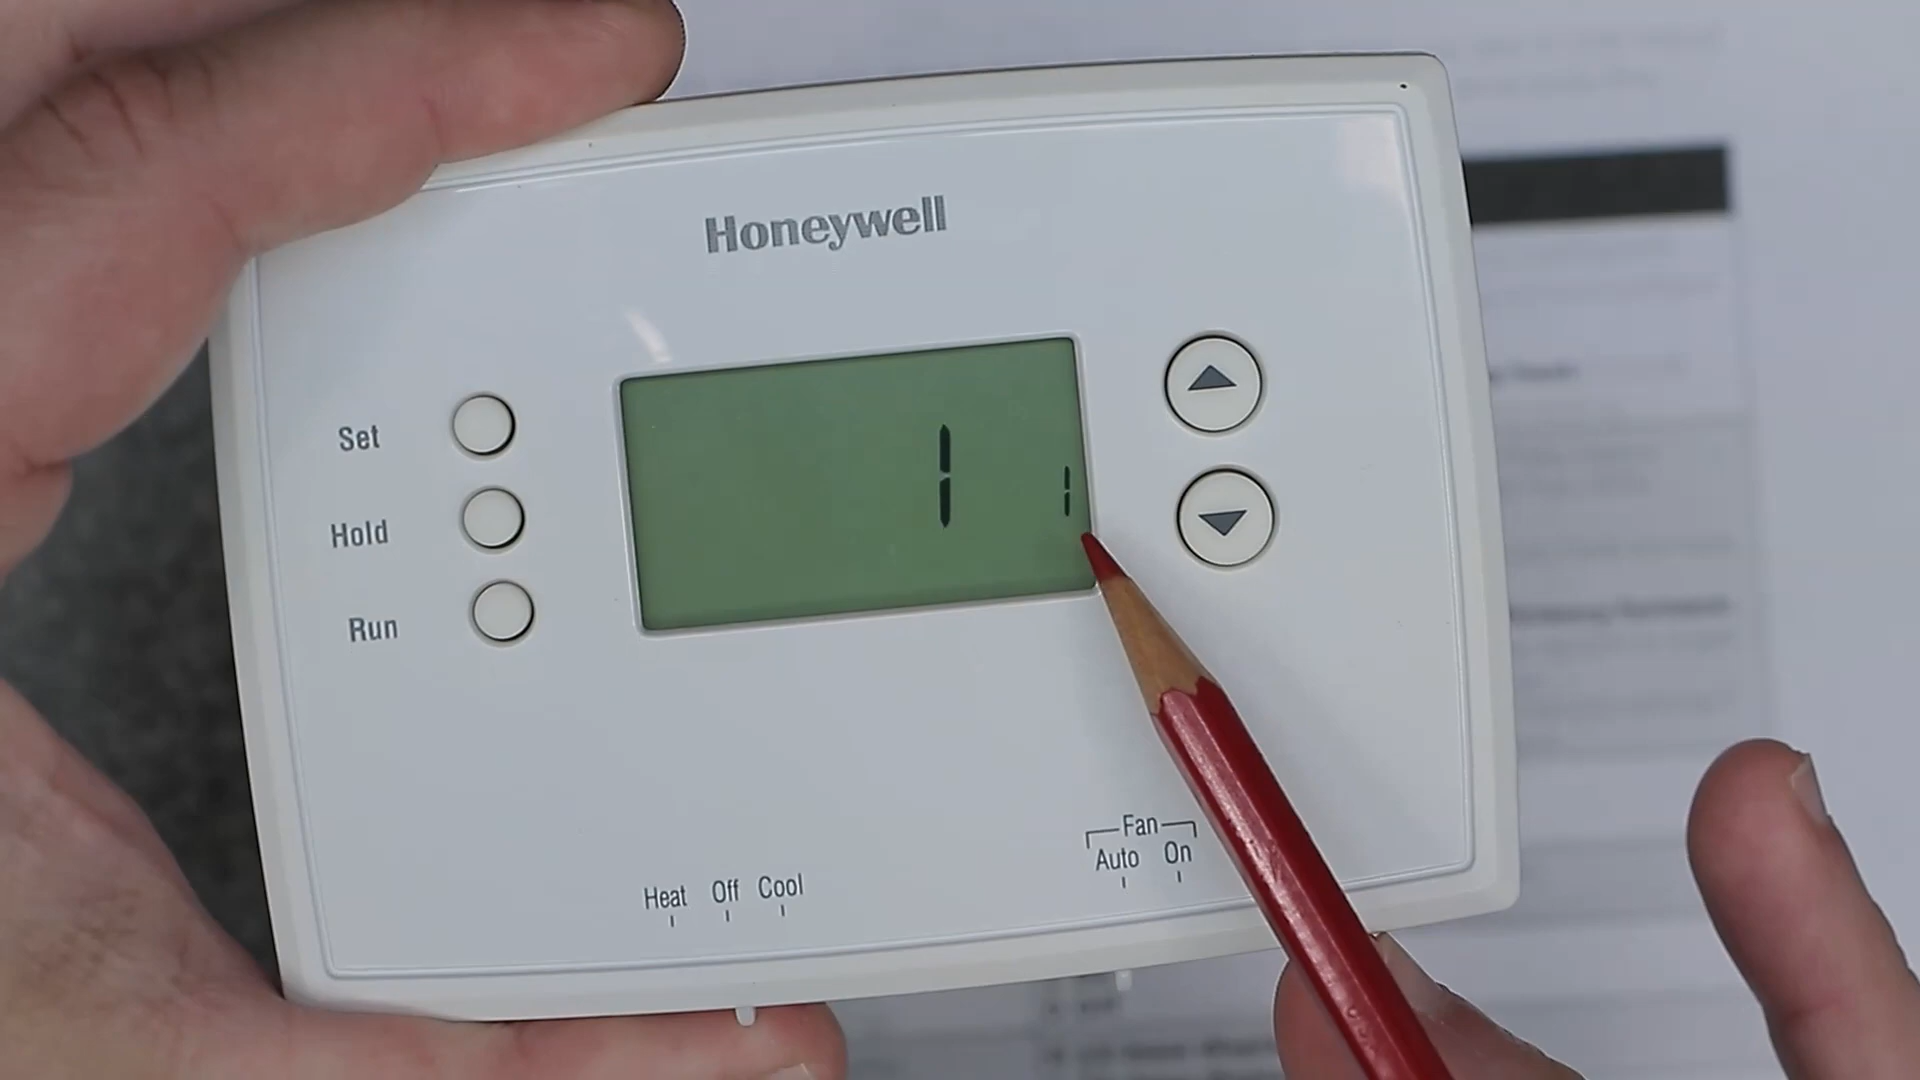 Honeywell
1 1
Set
Hold
Run
Fan
Auto On
Heat Off Cool